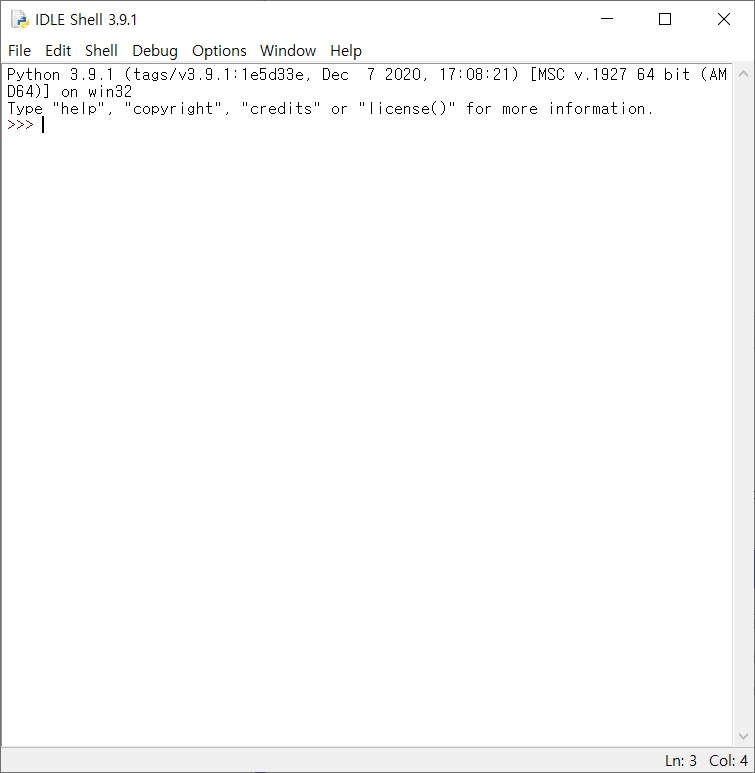 IDLE Shell 3.9.1
File Edit Shell Debug Options Window Help
Python 3.9.1 (tags/v3.9.1:1e5d33e, Dec  7 2020, 17:08:21) [MSC v.1927 64 bit (AM
D64)] on win32
Type "help", "copyright", "credits" or "license()" for more information.
>>>
Ln: 3 Col: 4